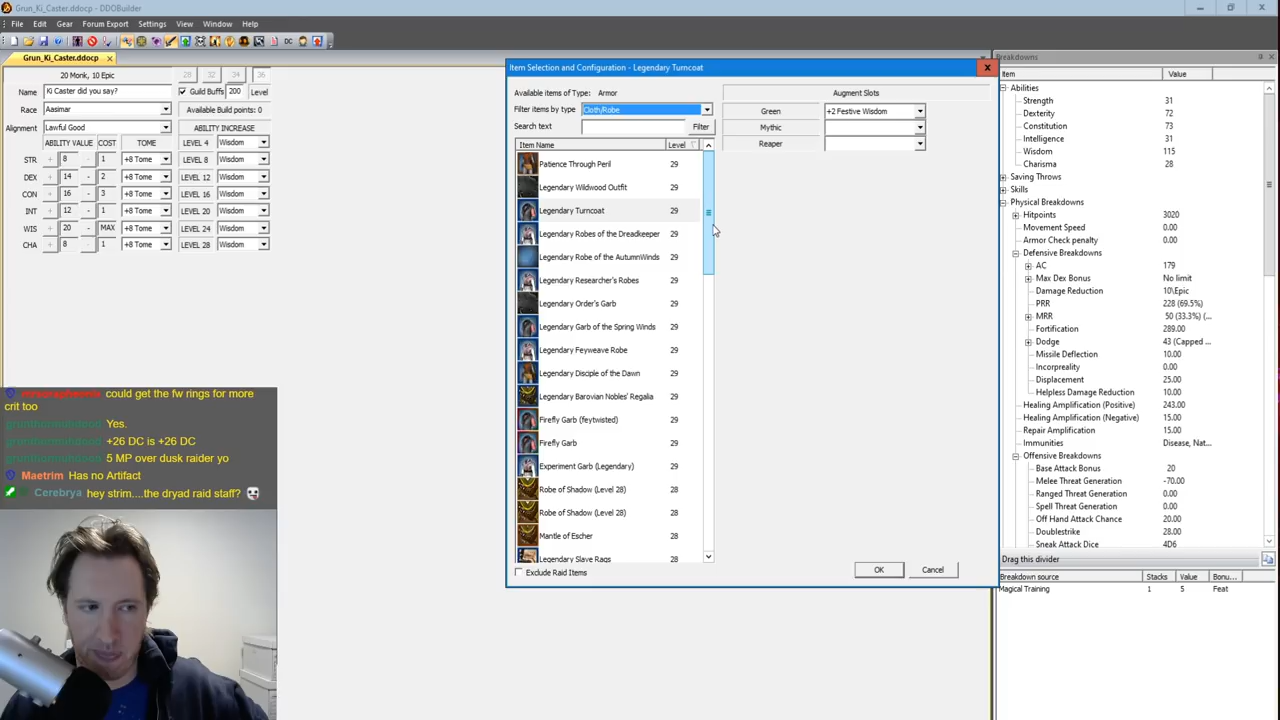 Grun_Ki_Caster.ddocp - DDOBuilder
File Edit Gear Forum Export Settings View Window Help
Grun_Ki_Caster.ddocp
20 Monk, 10 Epic
28 32 34 36
Name Ki Caster did you say? Guild Buffs 200 Level
Race Aasimar Available Build points: 0
Alignment Lawful Good ABILITY INCREASE
ABILITY VALUE COST TOME LEVEL 4 Wisdom
STR 8 1 +8 Tome LEVEL 8 Wisdom
DEX 14 2 +8 Tome LEVEL 12 Wisdom
CON 16 3 +8 Tome LEVEL 16 Wisdom
INT 12 1 +8 Tome LEVEL 20 Wisdom
WIS 20 MAX +8 Tome LEVEL 24 Wisdom
CHA 8 1 +8 Tome LEVEL 28 Wisdom
could get the fw rings for more
crit too
Yes.
+26 DC is +26 DC
5 MP over dusk raider yo
Maetrim Has no Artifact
Cerebrya hey strim....the dryad raid staff?
Item Selection and Configuration - Legendary Turncoat
Available items of Type: Armor
Filter items by type Cloth/Robe
Search text Filter
Item Name Level
Patience Through Peril 29
Legendary Wildwood Outfit 29
Legendary Turncoat 29
Legendary Robes of the Dreadkeeper 29
Legendary Robe of the AutumnWinds 29
Legendary Researcher's Robes 29
Legendary Order's Garb 29
Legendary Garb of the Spring Winds 29
Legendary Feyweave Robe 29
Legendary Disciple of the Dawn 29
Legendary Barovian Nobles' Regalia 29
Firefly Garb (feytwisted) 29
Firefly Garb 29
Experiment Garb (Legendary) 29
Robe of Shadow (Level 28) 28
Robe of Shadow (Level 28) 28
Mantle of Escher 28
Legendary Slave Rags 28
Exclude Raid Items
Augment Slots
Green +2 Festive Wisdom
Mythic
Reaper
OK Cancel
Breakdowns
Item Value
Abilities
Strength 31
Dexterity 72
Constitution 73
Intelligence 31
Wisdom 115
Charisma 28
Saving Throws
Skills
Physical Breakdowns
Hitpoints 3020
Movement Speed 0.00
Armor Check penalty 0.00
Defensive Breakdowns
AC 179
Max Dex Bonus No limit
Damage Reduction 10\Epic
PRR 228 (69.5%)
MRR 50 (33.3%) (...
Fortification 289.00
Dodge 43 (Capped ...
Missile Deflection 10.00
Incorpreality 0.00
Displacement 25.00
Helpless Damage Reduction 10.00
Healing Amplification (Positive) 243.00
Healing Amplification (Negative) 15.00
Repair Amplification 15.00
Immunities Disease, Nat...
Offensive Breakdowns
Base Attack Bonus 20
Melee Threat Generation -70.00
Ranged Threat Generation 0.00
Spell Threat Generation 0.00
Off Hand Attack Chance 20.00
Doublestrike 28.00
Sneak Attack Dice 4D6
Drag this divider
Breakdown source Stacks Value Bonu...
Magical Training 1 5 Feat